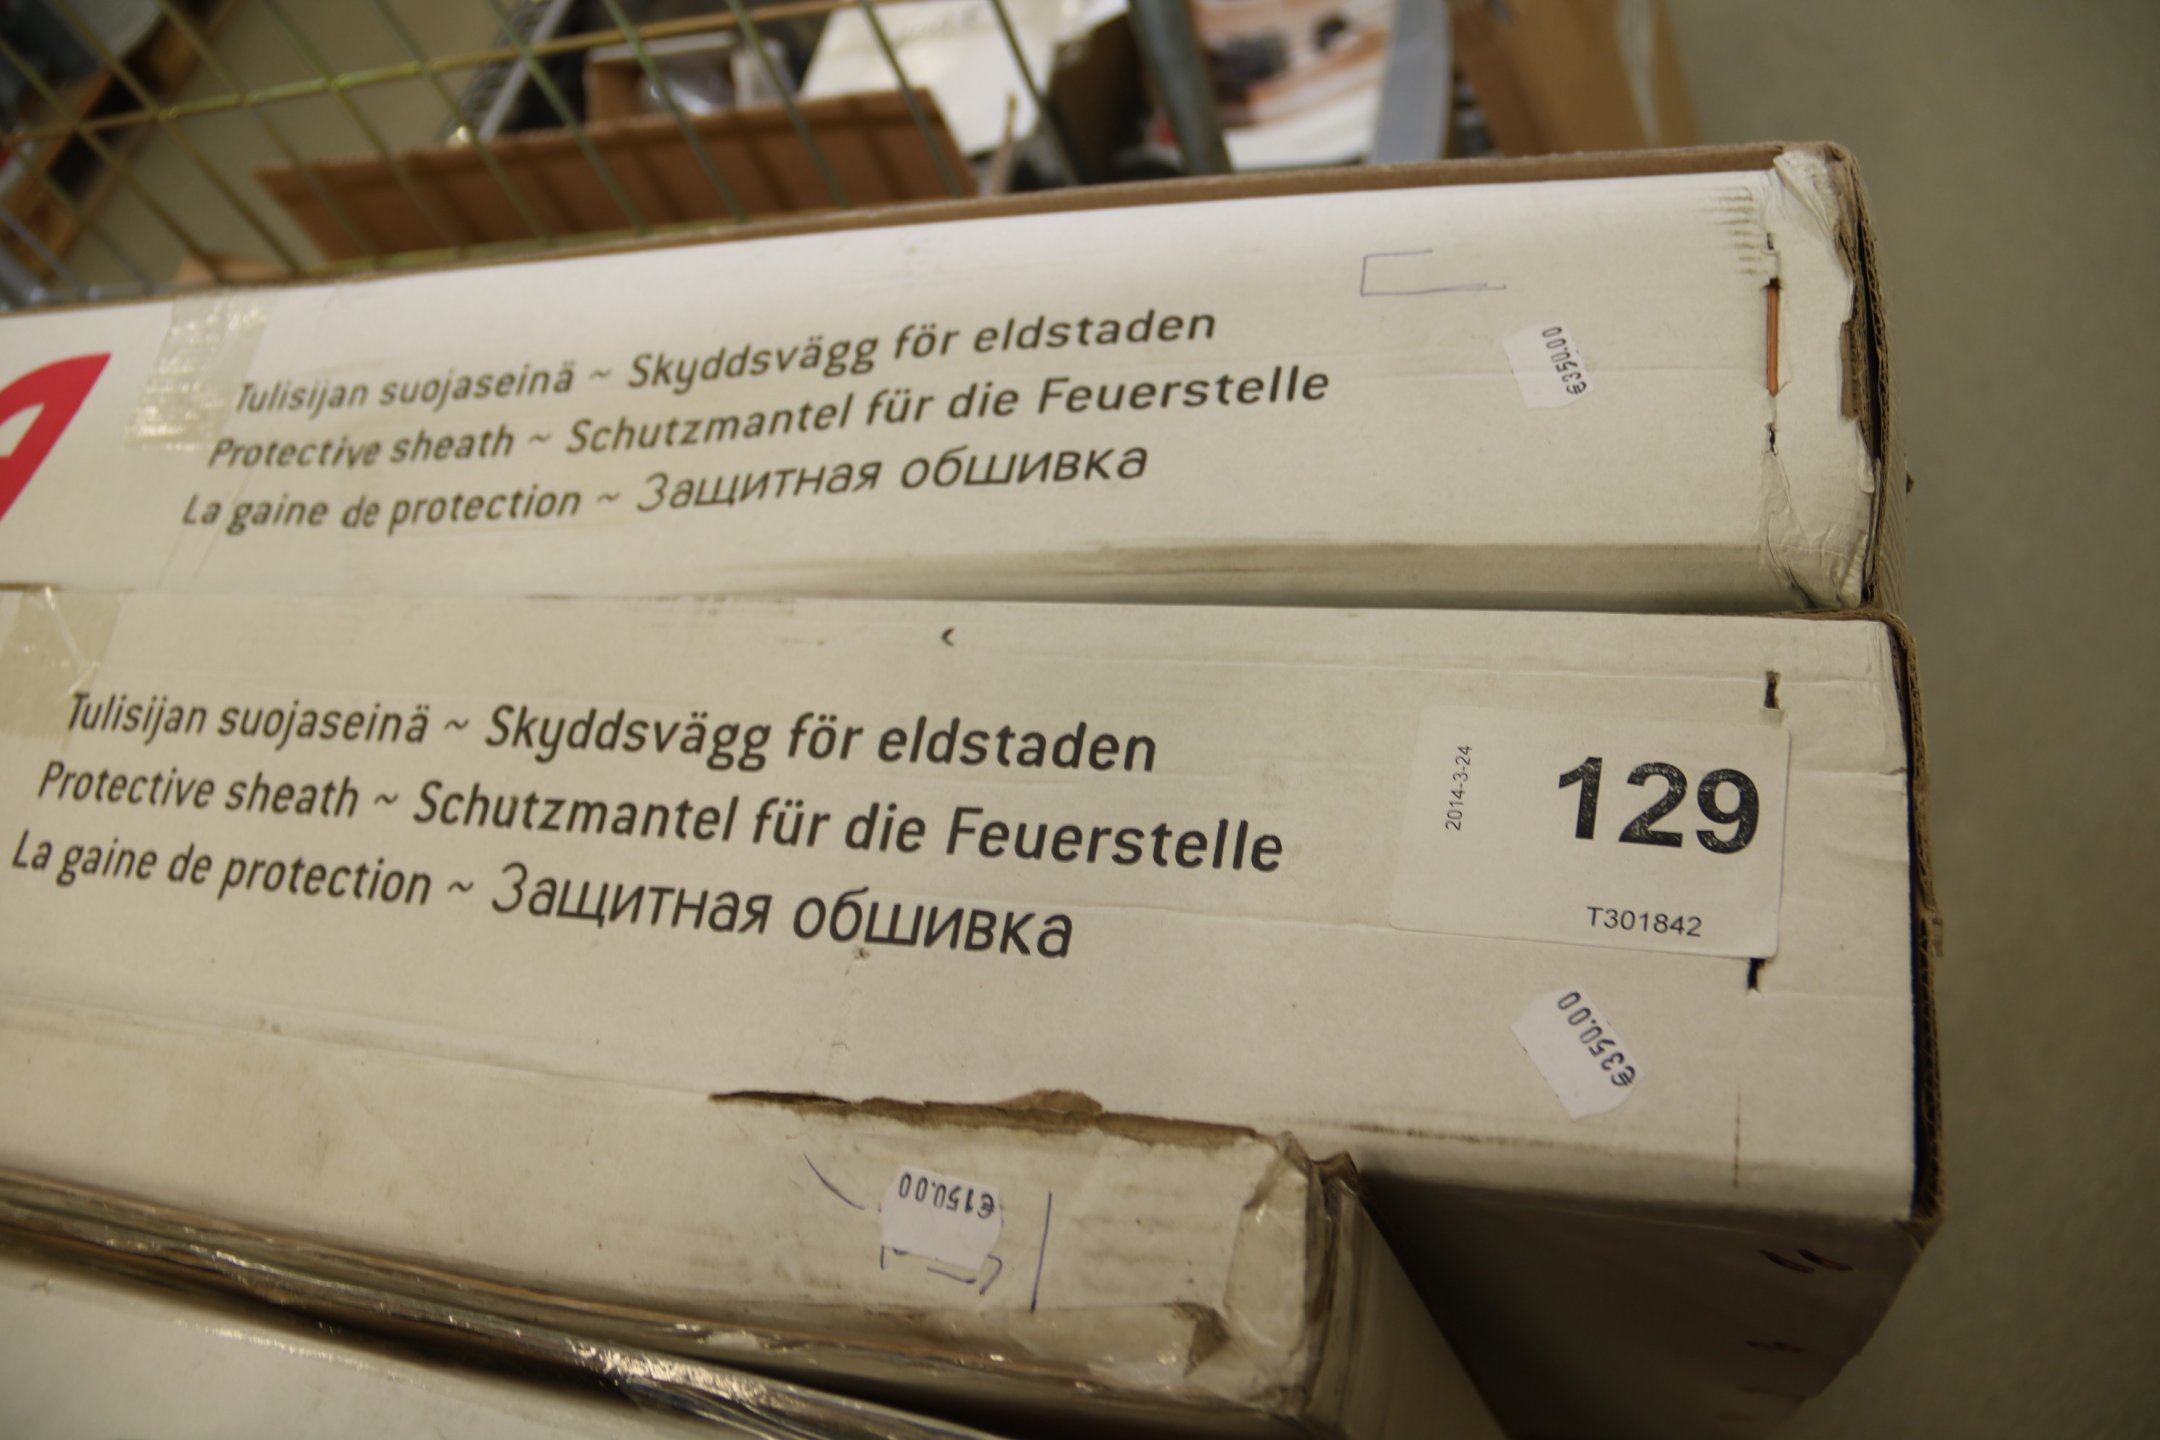 Tulisijan suojaseinä ~ Skyddsvägg för eldstaden
Protective sheath ~ Schutzmantel für die Feuerstelle
La gaine de protection ~ Защитная обшивка
€350.00
Tulisijan suojaseinä ~ Skyddsvägg för eldstaden
Protective sheath ~ Schutzmantel für die Feuerstelle
La gaine de protection ~ Защитная обшивка
2014-3-24
129
T301842
€350.00
€150.00